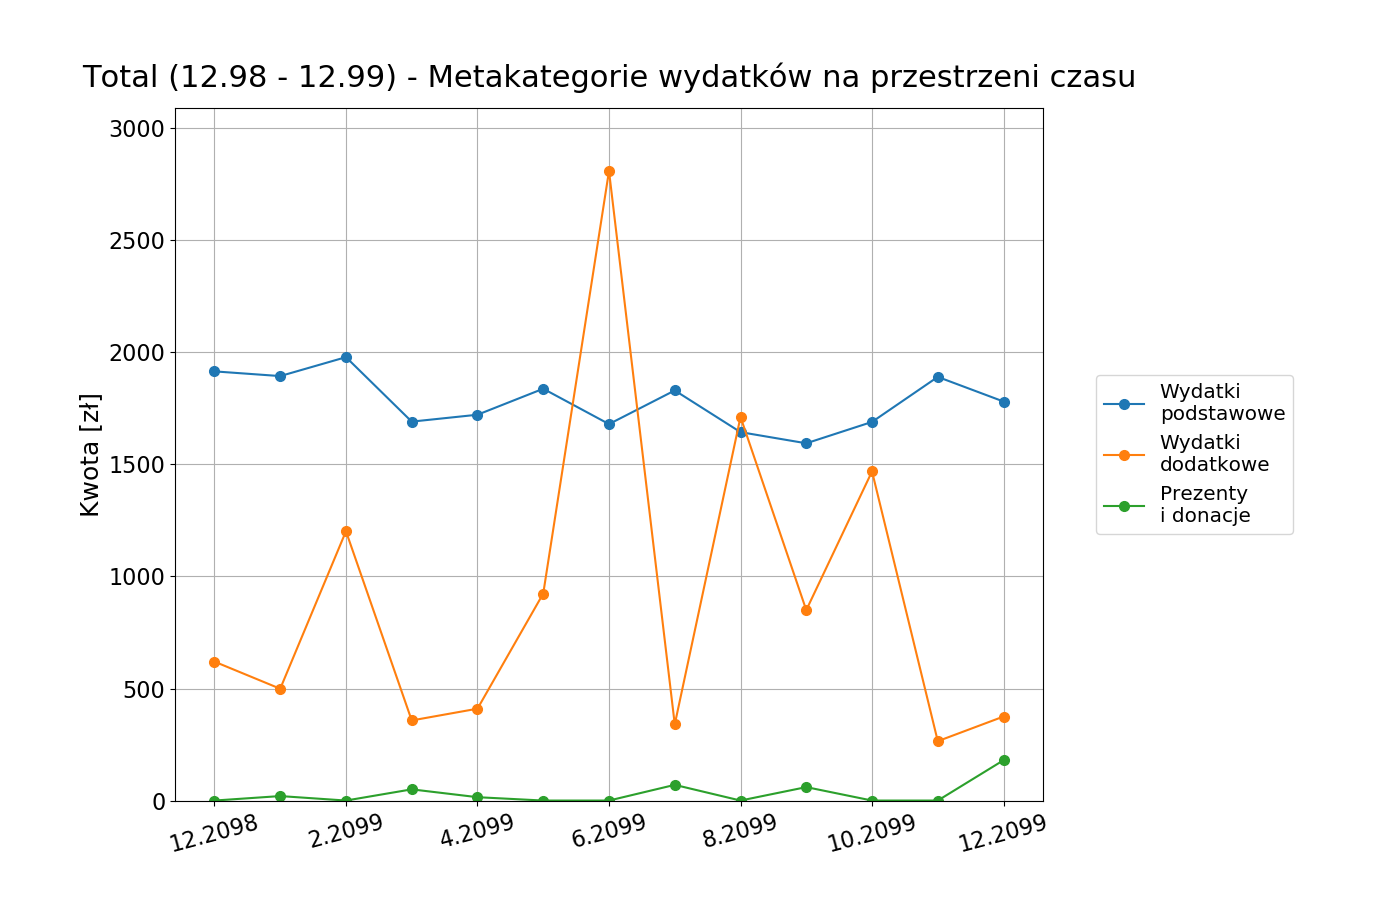 Total (12.98 - 12.99) - Metakategorie wydatków na przestrzeni czasu
3000
2500
2000
1500
1000
500
0
Kwota [zł]
12.2098
2.2099
4.2099
6.2099
8.2099
10.2099
12.2099
Wydatki
podstawowe
Wydatki
dodatkowe
Prezenty
i donacje